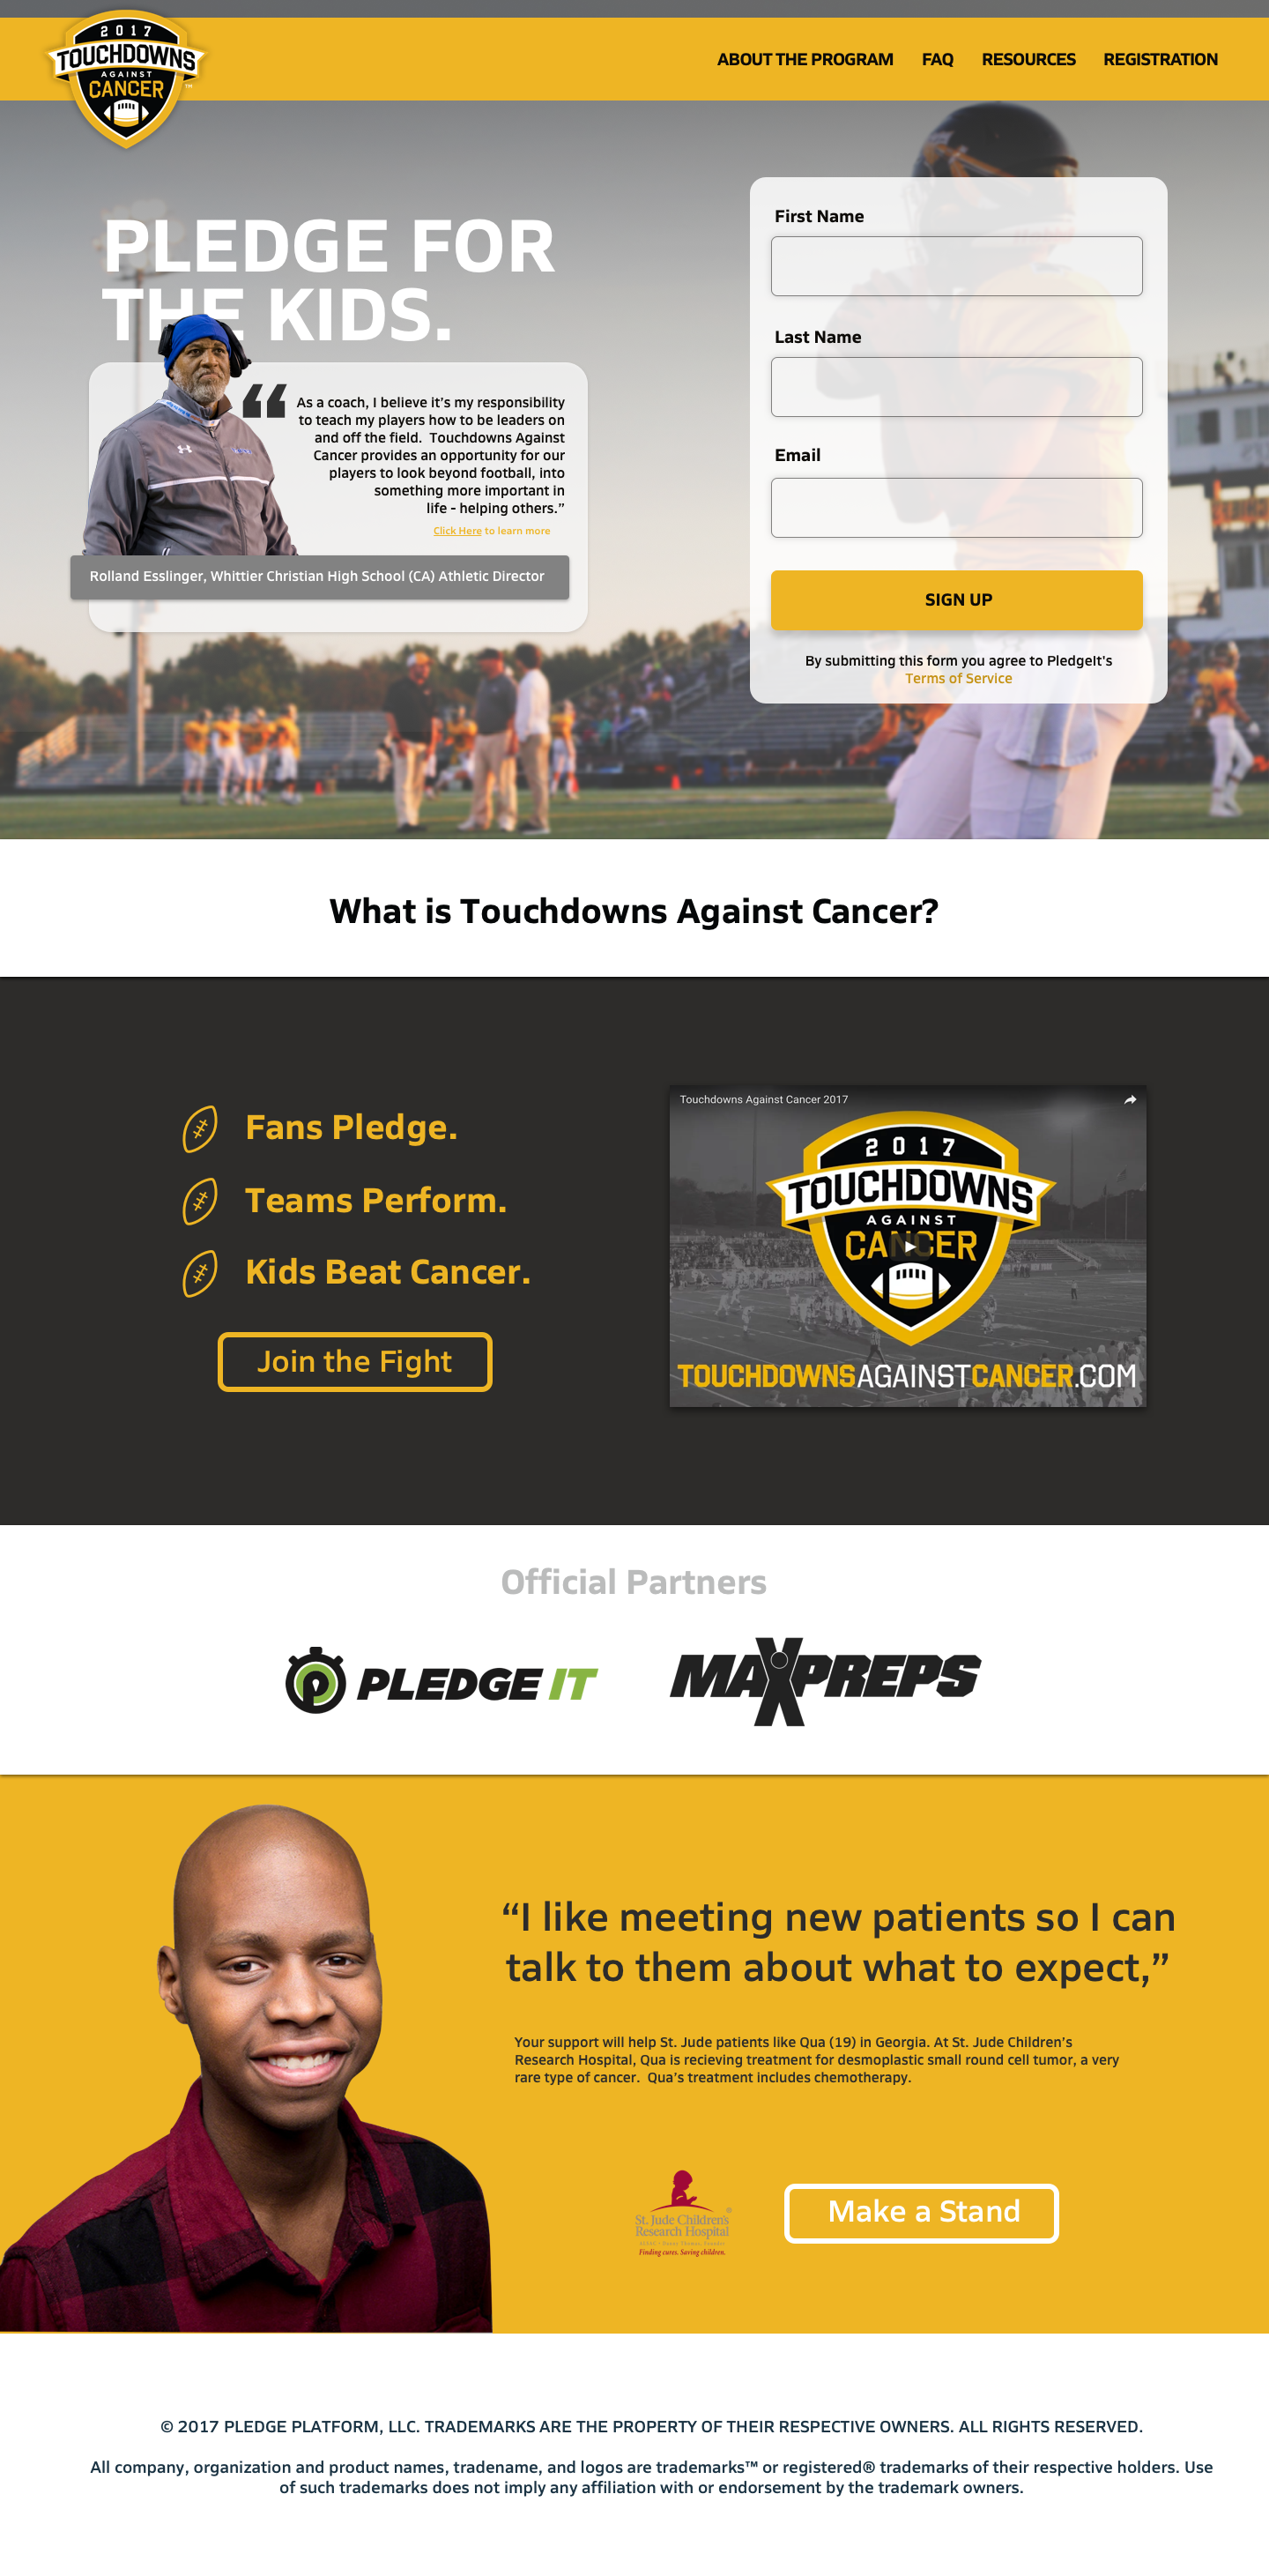 2017
TOUCHDOWNS
AGAINST
CANCER
™
ABOUT THE PROGRAM
FAQ
RESOURCES
REGISTRATION
PLEDGE FOR
THE KIDS.
“ As a coach, I believe it’s my responsibility
to teach my players how to be leaders on
and off the field.  Touchdowns Against
Cancer provides an opportunity for our
players to look beyond football, into
something more important in
life - helping others.”
Click Here to learn more
Rolland Esslinger, Whittier Christian High School (CA) Athletic Director
First Name
Last Name
Email
SIGN UP
By submitting this form you agree to PledgeIt's
Terms of Service
What is Touchdowns Against Cancer?
Fans Pledge.
Teams Perform.
Kids Beat Cancer.
Join the Fight
Touchdowns Against Cancer 2017
2017
TOUCHDOWNS
AGAINST
CANCER
TOUCHDOWNSAGAINSTCANCER.COM
Official Partners
PLEDGE IT
MAXPREPS
“I like meeting new patients so I can
talk to them about what to expect,”
Your support will help St. Jude patients like Qua (19) in Georgia. At St. Jude Children’s
Research Hospital, Qua is recieving treatment for desmoplastic small round cell tumor, a very
rare type of cancer.  Qua’s treatment includes chemotherapy.
St. Jude Children's
Research Hospital
®
Finding cures. Saving children.
Make a Stand
© 2017 PLEDGE PLATFORM, LLC. TRADEMARKS ARE THE PROPERTY OF THEIR RESPECTIVE OWNERS. ALL RIGHTS RESERVED.
All company, organization and product names, tradename, and logos are trademarks™ or registered® trademarks of their respective holders. Use
of such trademarks does not imply any affiliation with or endorsement by the trademark owners.